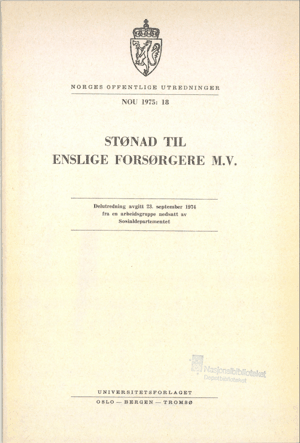 NORGES OFFENTLIGE UTREDNINGER
NOU 1975: 18
STØNAD TIL
ENSLIGE FORSØRGERE M.V.
Delutredning avgitt 23. september 1974
fra en arbeidsgruppe nedsatt av
Sosialdepartementet
Nasjonalbiblioteket
UNIVERSITETSFORLAGET
OSLO — BERGEN — TROMSØ